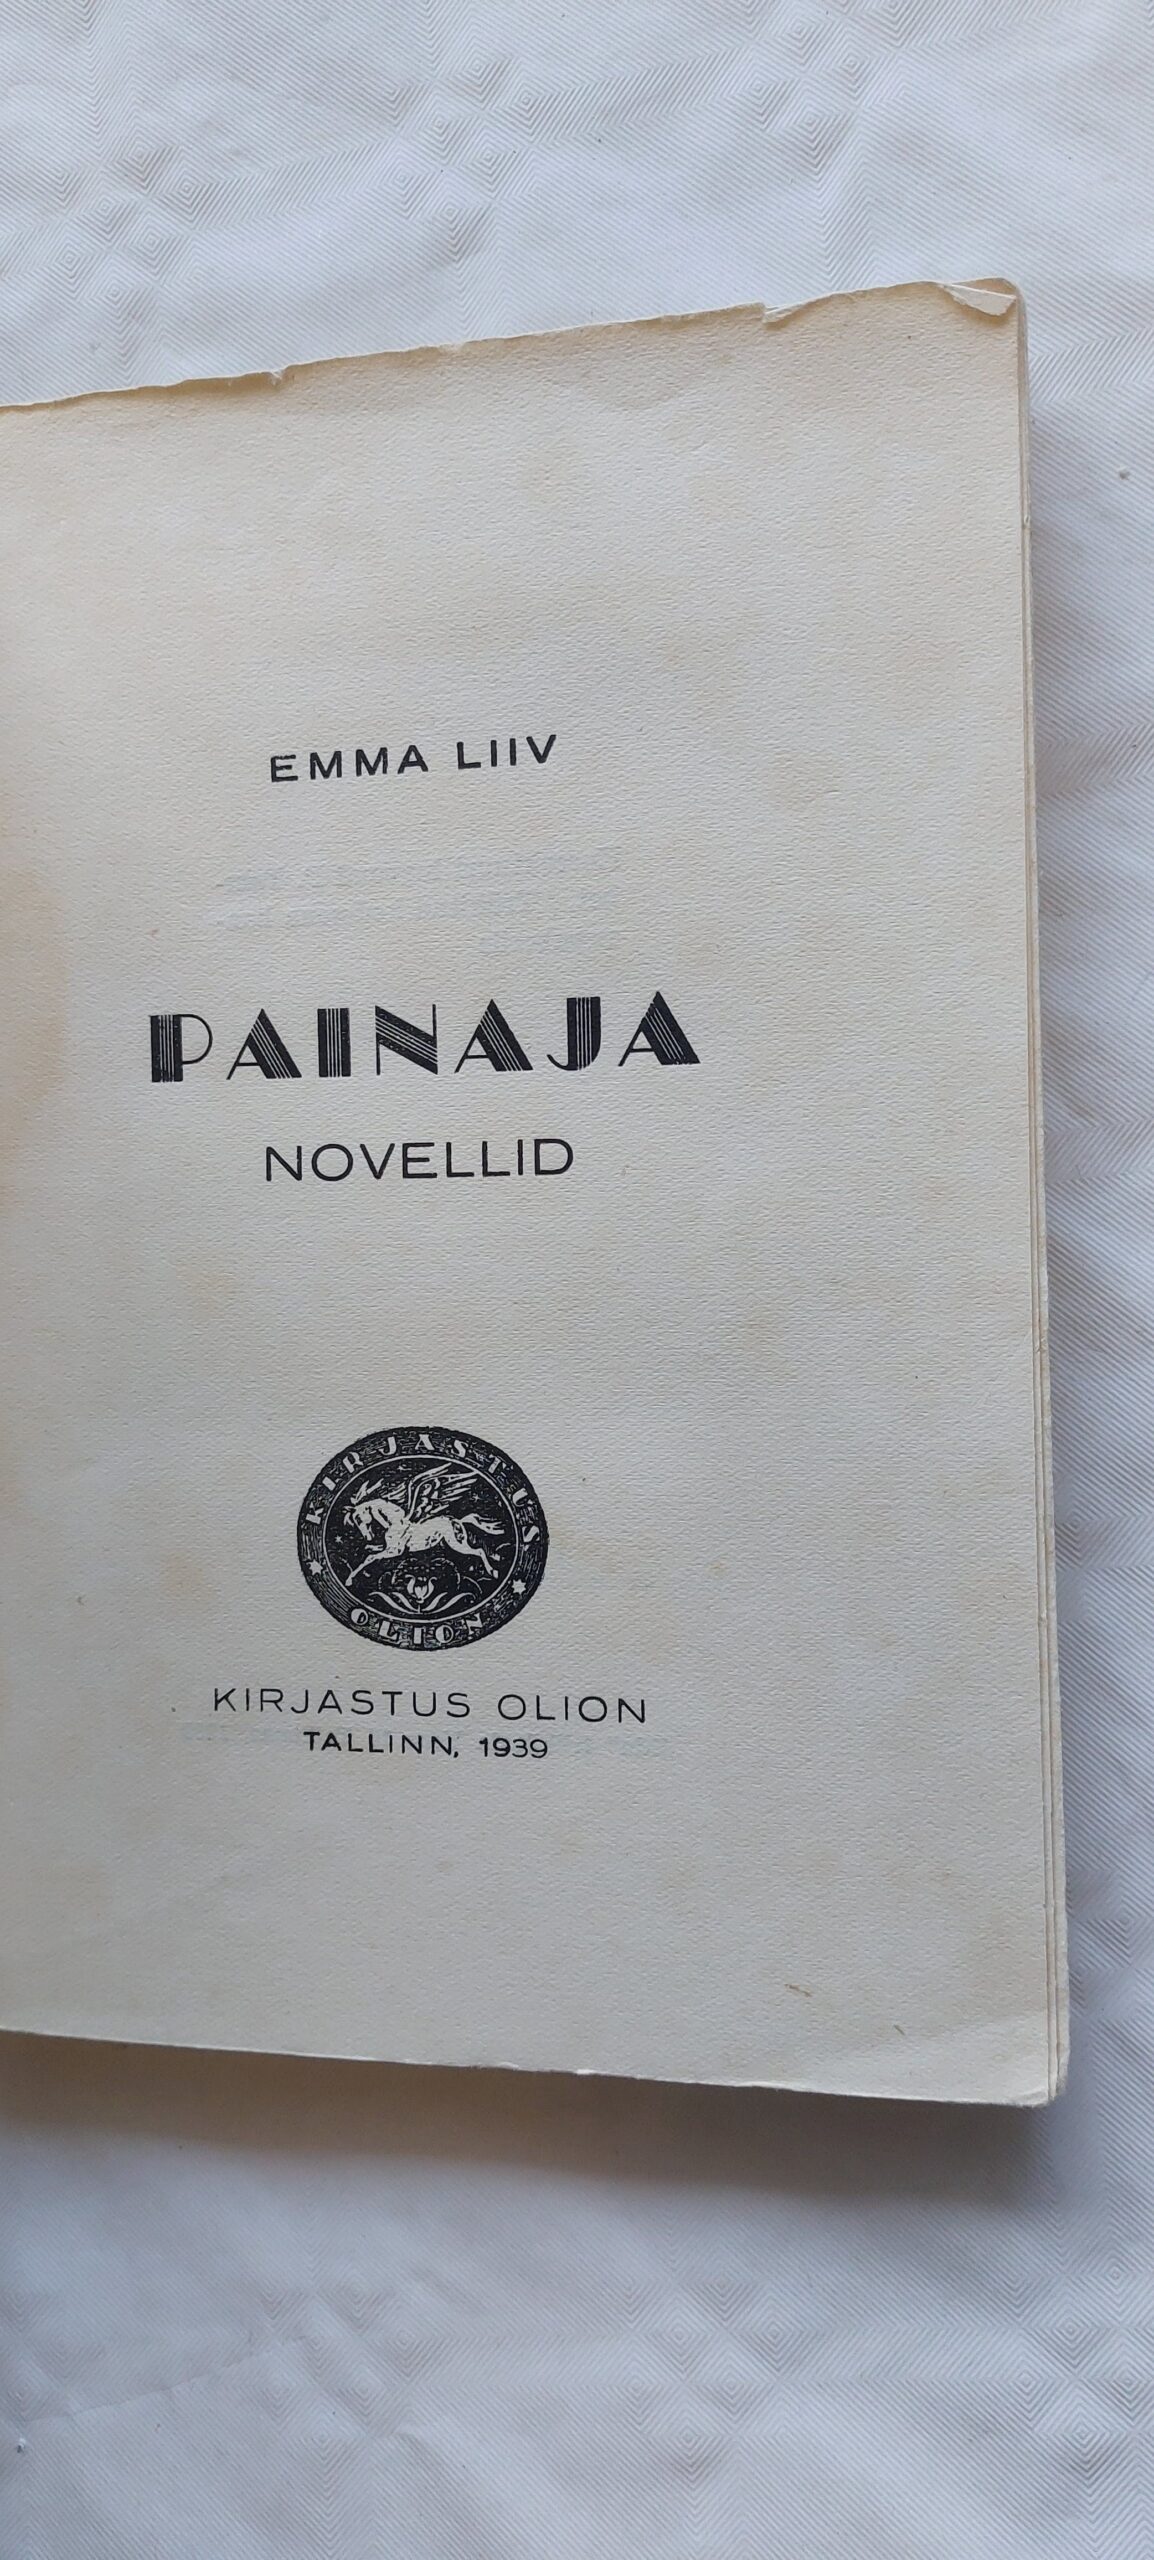 EMMA LIIV
PAINAJA
NOVELLID
KIRJASTUS
OLION
KIRJASTUS OLION
TALLINN, 1939